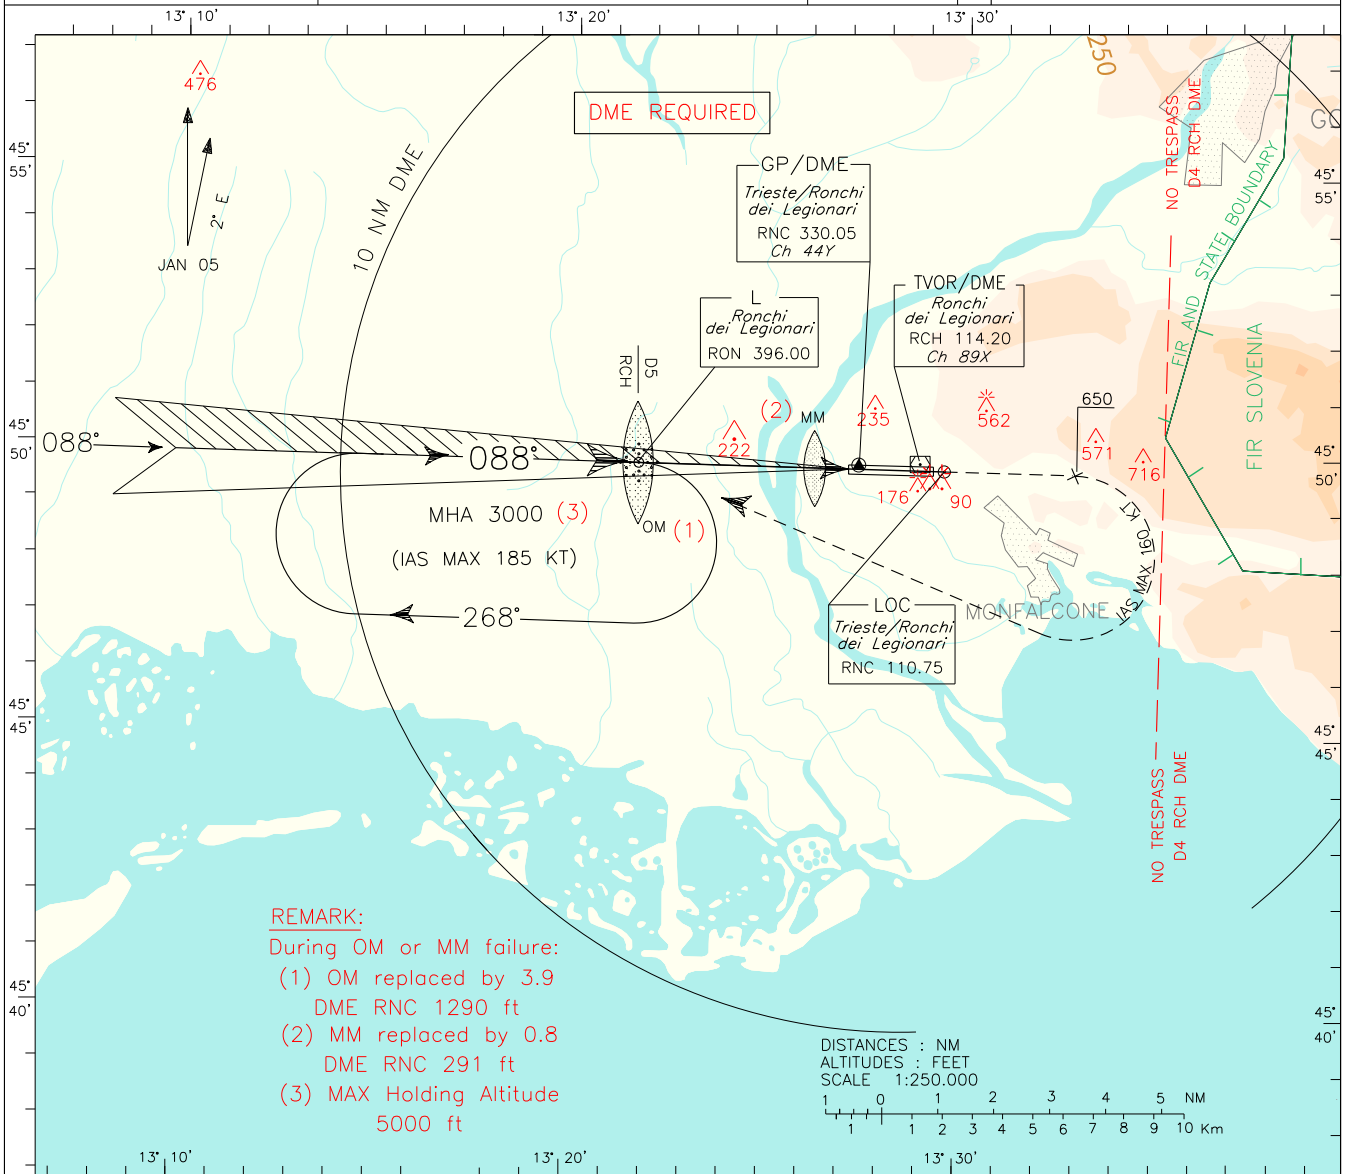 13° 10'
13° 20'
13° 30'
476
250
DME REQUIRED
NO TRESPASS
D4 RCH DME
GO
45°
55'
45°
55'
10 NM DME
2° E
JAN 05
GP/DME
Trieste/Ronchi
dei Legionari
RNC 330.05
Ch 44Y
FIR AND STATE BOUNDARY
TVOR/DME
Ronchi
dei Legionari
RCH 114.20
Ch 89X
L
Ronchi
dei Legionari
RON 396.00
FIR SLOVENIA
D5
RCH
650
(2)
MM
235
562
45°
50'
088°
088°
222
571
716
45°
50'
176
90
MHA 3000 (3)
OM
(1)
(IAS MAX 185 KT)
IAS MAX 160 KT
268°
LOC
Trieste/Ronchi
dei Legionari
RNC 110.75
MONFALCONE
45°
45'
45°
45'
NO TRESPASS
D4 RCH DME
REMARK:
During OM or MM failure:
(1) OM replaced by 3.9
DME RNC 1290 ft
(2) MM replaced by 0.8
DME RNC 291 ft
(3) MAX Holding Altitude
5000 ft
45°
40'
45°
40'
DISTANCES : NM
ALTITUDES : FEET
SCALE 1:250.000
1 0 1 2 3 4 5 NM
1 1 2 3 4 5 6 7 8 9 10 Km
13° 10'
13° 20'
13° 30'